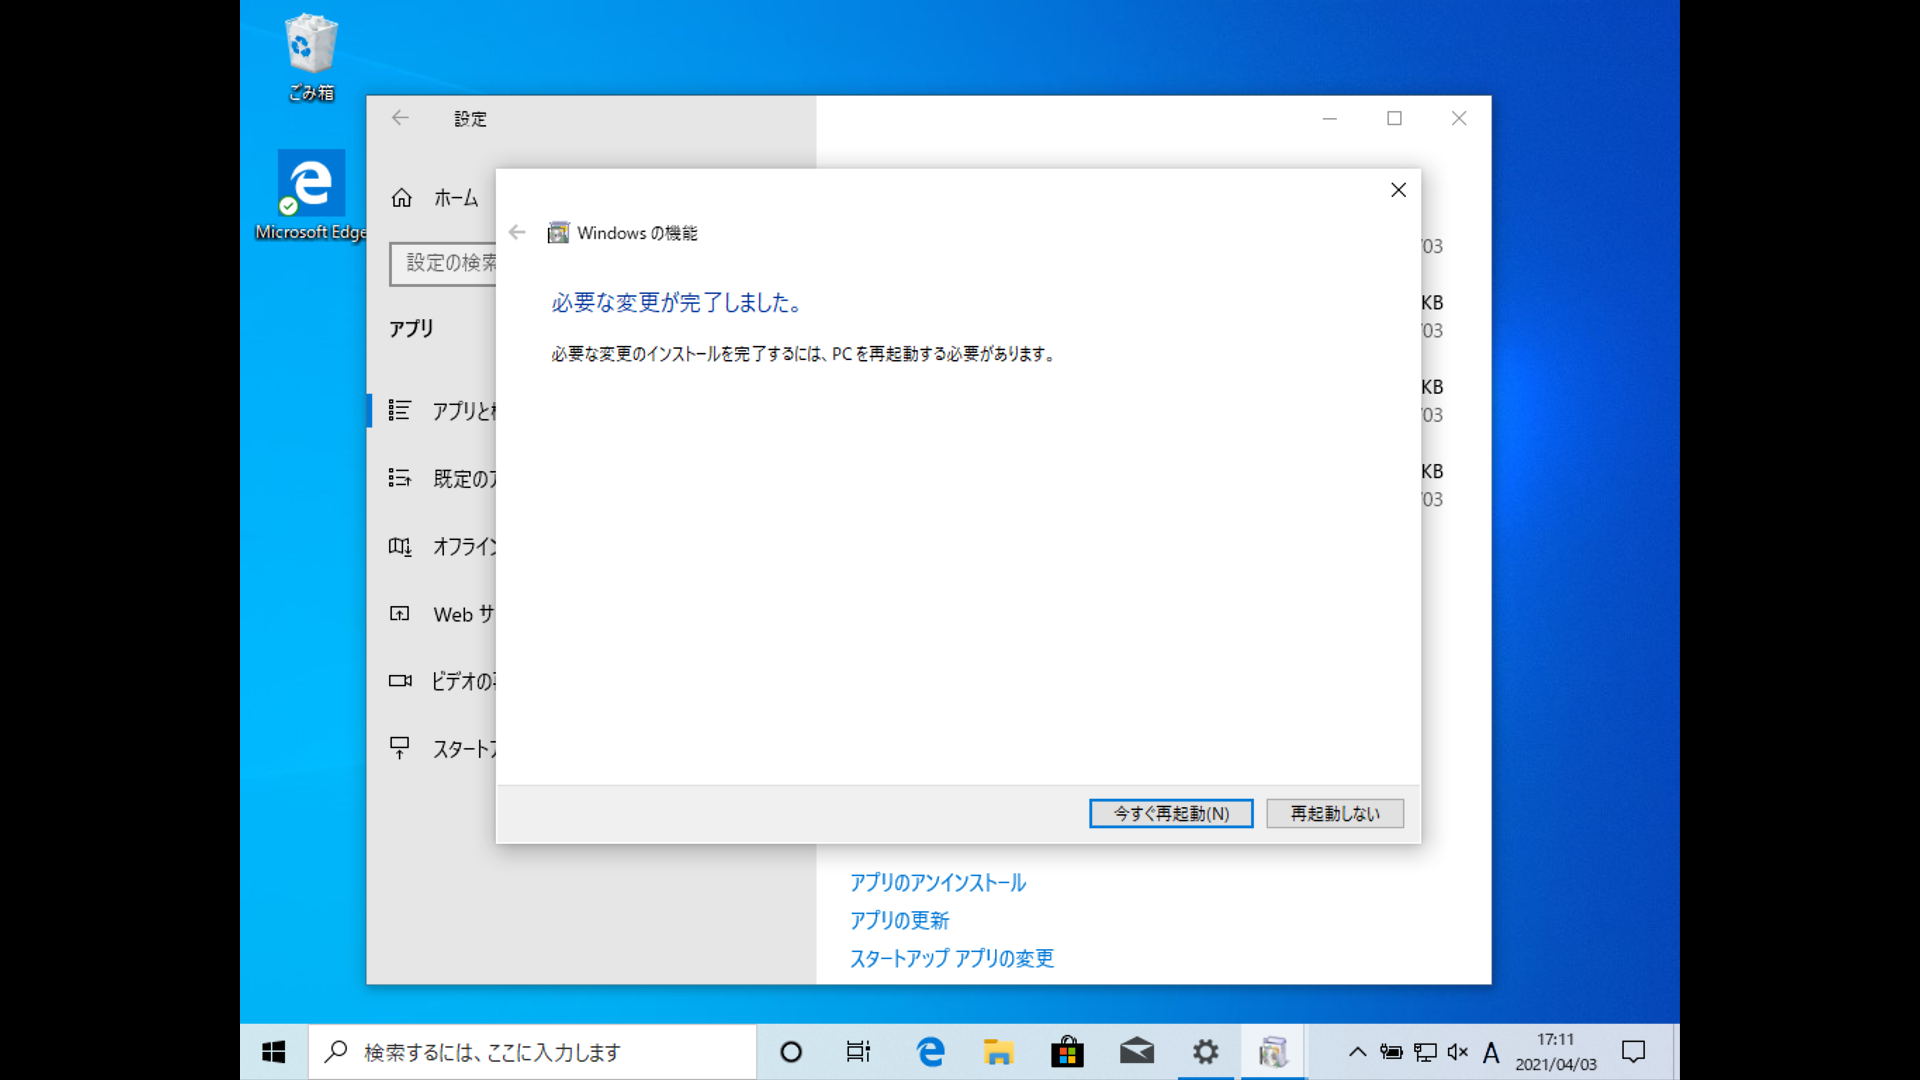 ごみ箱
Microsoft Edge
設定
ホーム
設定の検索
アプリ
アプリと
既定のア
オフライン
Web サ
ビデオの
スタートア
Windows の機能
必要な変更が完了しました。
必要な変更のインストールを完了するには、PC を再起動する必要があります。
今すぐ再起動(N)
再起動しない
/03
KB
/03
KB
/03
KB
/03
アプリのアンインストール
アプリの更新
スタートアップ アプリの変更
検索するには、ここに入力します
A
17:11
2021/04/03